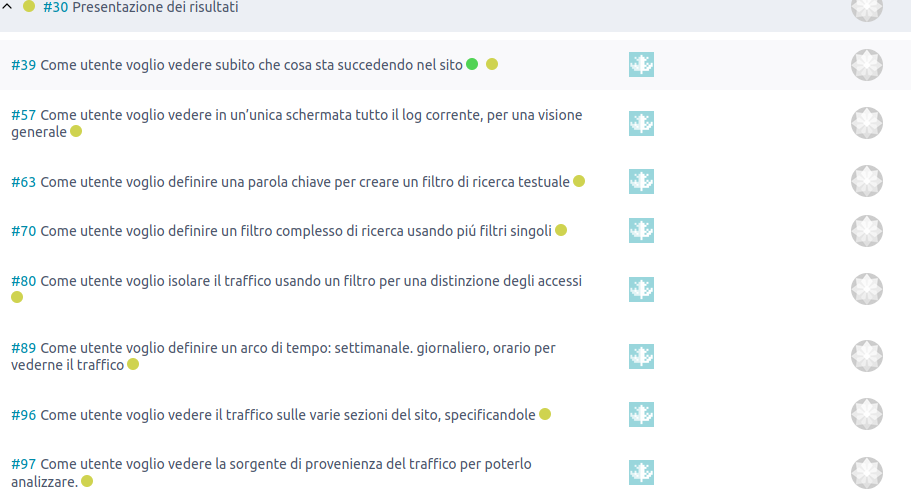 #30 Presentazione dei risultati
#39 Come utente voglio vedere subito che cosa sta succedendo nel sito
#57 Come utente voglio vedere in un’unica schermata tutto il log corrente, per una visione
generale
#63 Come utente voglio definire una parola chiave per creare un filtro di ricerca testuale
#70 Come utente voglio definire un filtro complesso di ricerca usando piú filtri singoli
#80 Come utente voglio isolare il traffico usando un filtro per una distinzione degli accessi
#89 Come utente voglio definire un arco di tempo: settimanale. giornaliero, orario per
vederne il traffico
#96 Come utente voglio vedere il traffico sulle varie sezioni del sito, specificandole
#97 Come utente voglio vedere la sorgente di provenienza del traffico per poterlo
analizzare.